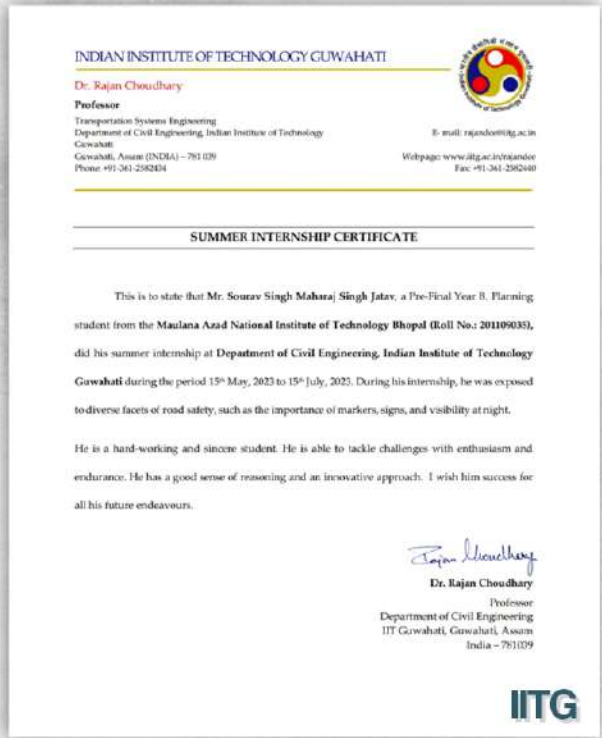 INDIAN INSTITUTE OF TECHNOLOGY GUWAHATI
Dr. Rajan Choudhary
Professor
Transportation Systems Engineering
Department of Civil Engineering, Indian Institute of Technology
Guwahati
Guwahati, Assam (INDIA) – 781 039
Phone: +91-361-2582434
E- mail: rajandce@iitg.ac.in
Webpage: www.iitg.ac.in/rajandce
Fax: +91-361-2582440
SUMMER INTERNSHIP CERTIFICATE
This is to state that Mr. Sourav Singh Maharaj Singh Jatav, a Pre-Final Year B. Planning
student from the Maulana Azad National Institute of Technology Bhopal (Roll No.: 201109035),
did his summer internship at Department of Civil Engineering, Indian Institute of Technology
Guwahati during the period 15th May, 2023 to 15th July, 2023. During his internship, he was exposed
to diverse facets of road safety, such as the importance of markers, signs, and visibility at night.
He is a hard-working and sincere student. He is able to tackle challenges with enthusiasm and
endurance. He has a good sense of reasoning and an innovative approach. I wish him success for
all his future endeavours.
Rajan Choudhary
Dr. Rajan Choudhary
Professor
Department of Civil Engineering
IIT Guwahati, Guwahati, Assam
India – 781039
IITG